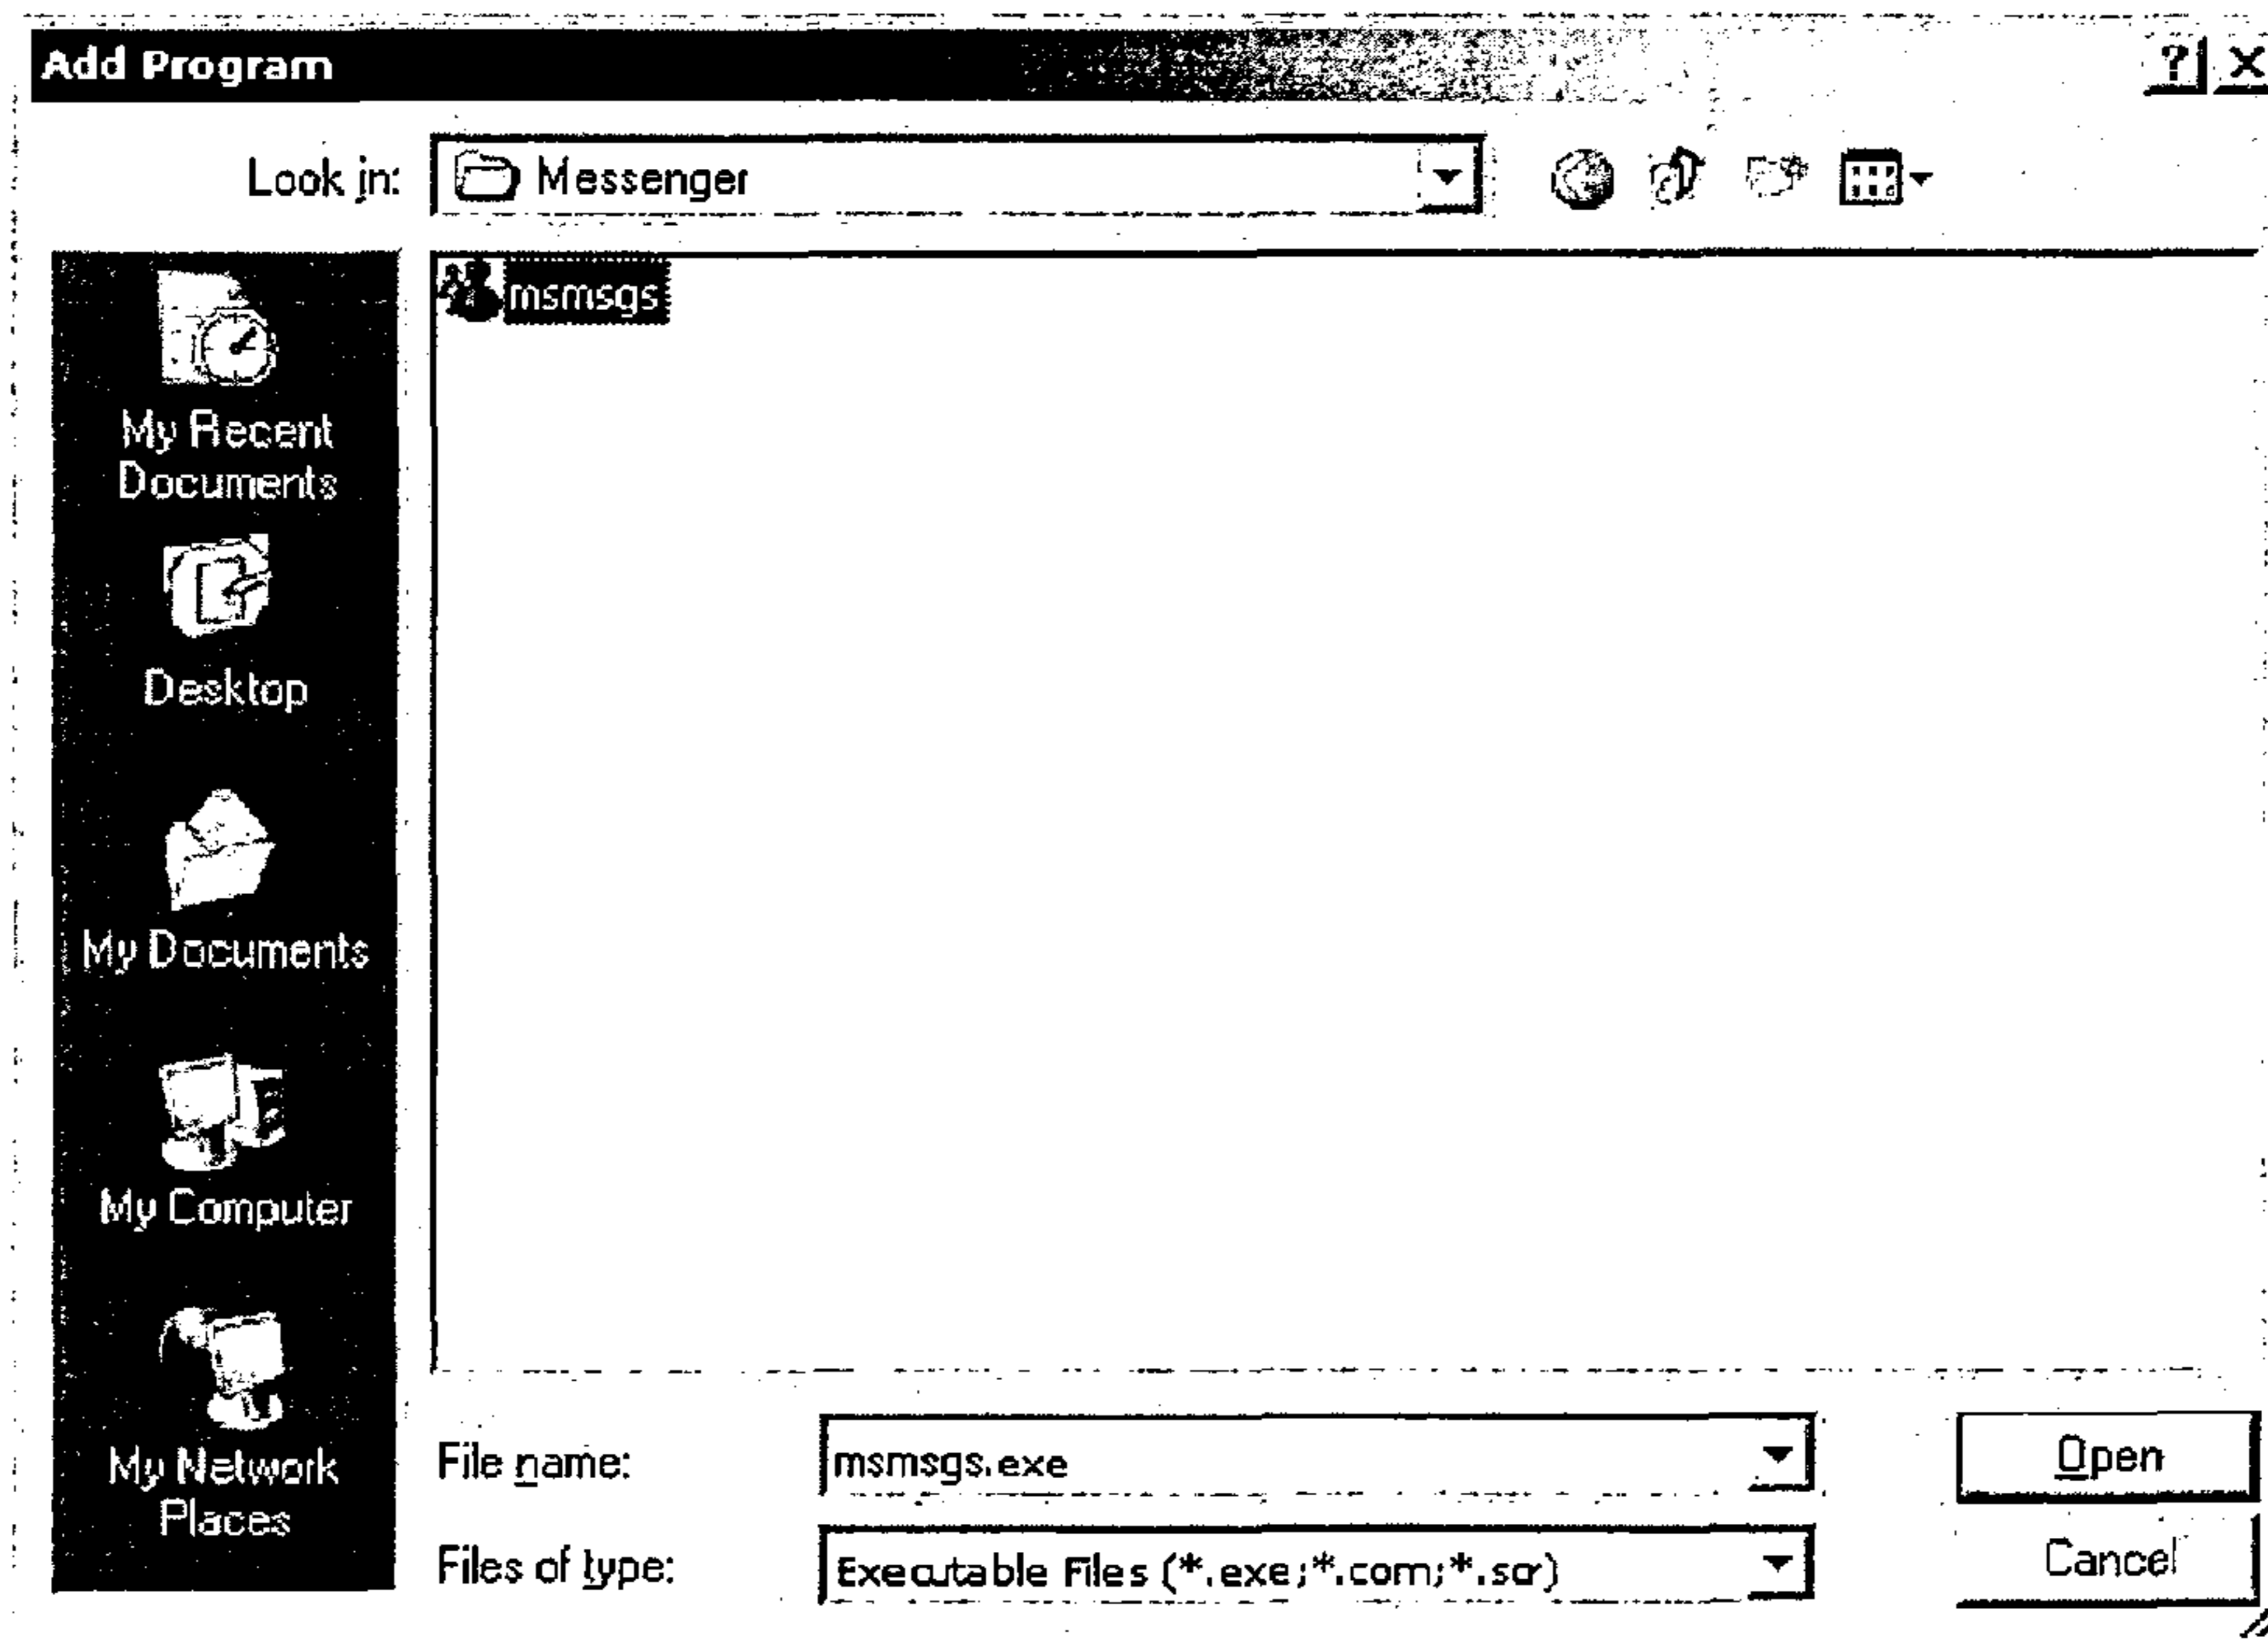 Add Program
Look in:
Messenger
msmsgs
My Recent
Documents
Desktop
My Documents
My Computer
My Network
Places
File name:
msmsgs.exe
Open
Files of type:
Executable Files (*.exe;*.com;*.scr)
Cancel